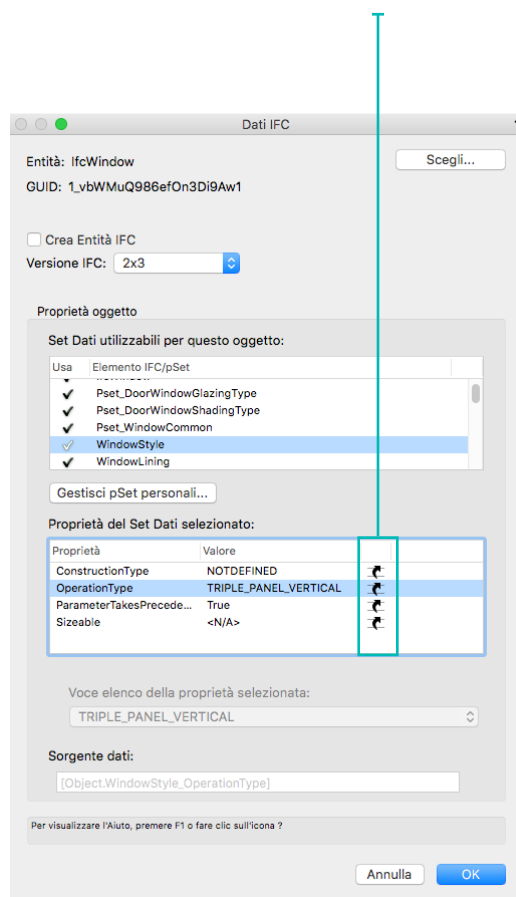 Dati IFC
Entità: IfcWindow
Scegli...
GUID: 1_vbWMuQ986efOn3Di9Aw1
Crea Entità IFC
Versione IFC: 2x3
Proprietà oggetto
Set Dati utilizzabili per questo oggetto:
Usa Elemento IFC/pSet
Pset_DoorWindowGlazingType
Pset_DoorWindowShadingType
Pset_WindowCommon
WindowStyle
WindowLining
Gestisci pSet personali...
Proprietà del Set Dati selezionato:
Proprietà Valore
ConstructionType NOTDEFINED
OperationType TRIPLE_PANEL_VERTICAL
ParameterTakesPrecede... True
Sizeable <N/A>
Voce elenco della proprietà selezionata:
TRIPLE_PANEL_VERTICAL
Sorgente dati:
[Object.WindowStyle_OperationType]
Per visualizzare l'Aiuto, premere F1 o fare clic sull'icona ?
Annulla OK